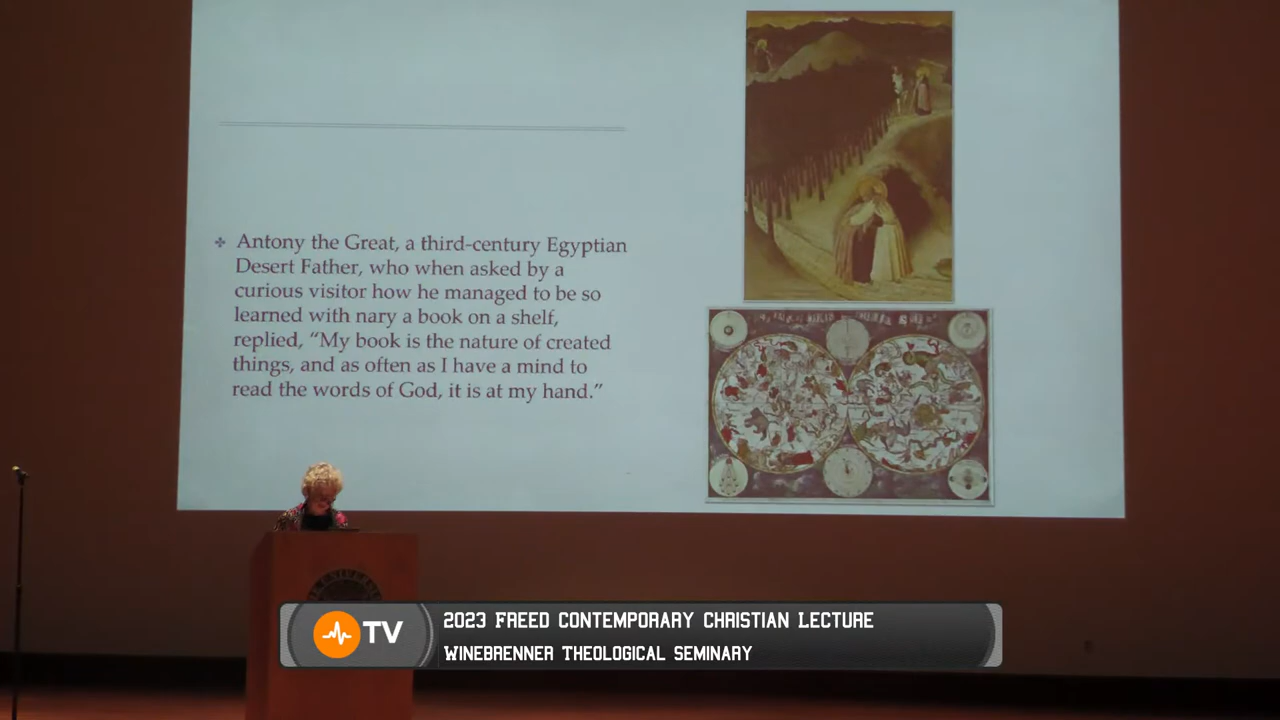 ❖ Antony the Great, a third-century Egyptian
Desert Father, who when asked by a
curious visitor how he managed to be so
learned with nary a book on a shelf,
replied, “My book is the nature of created
things, and as often as I have a mind to
read the words of God, it is at my hand.”
TV
2023 FREED CONTEMPORARY CHRISTIAN LECTURE
WINEBRENNER THEOLOGICAL SEMINARY